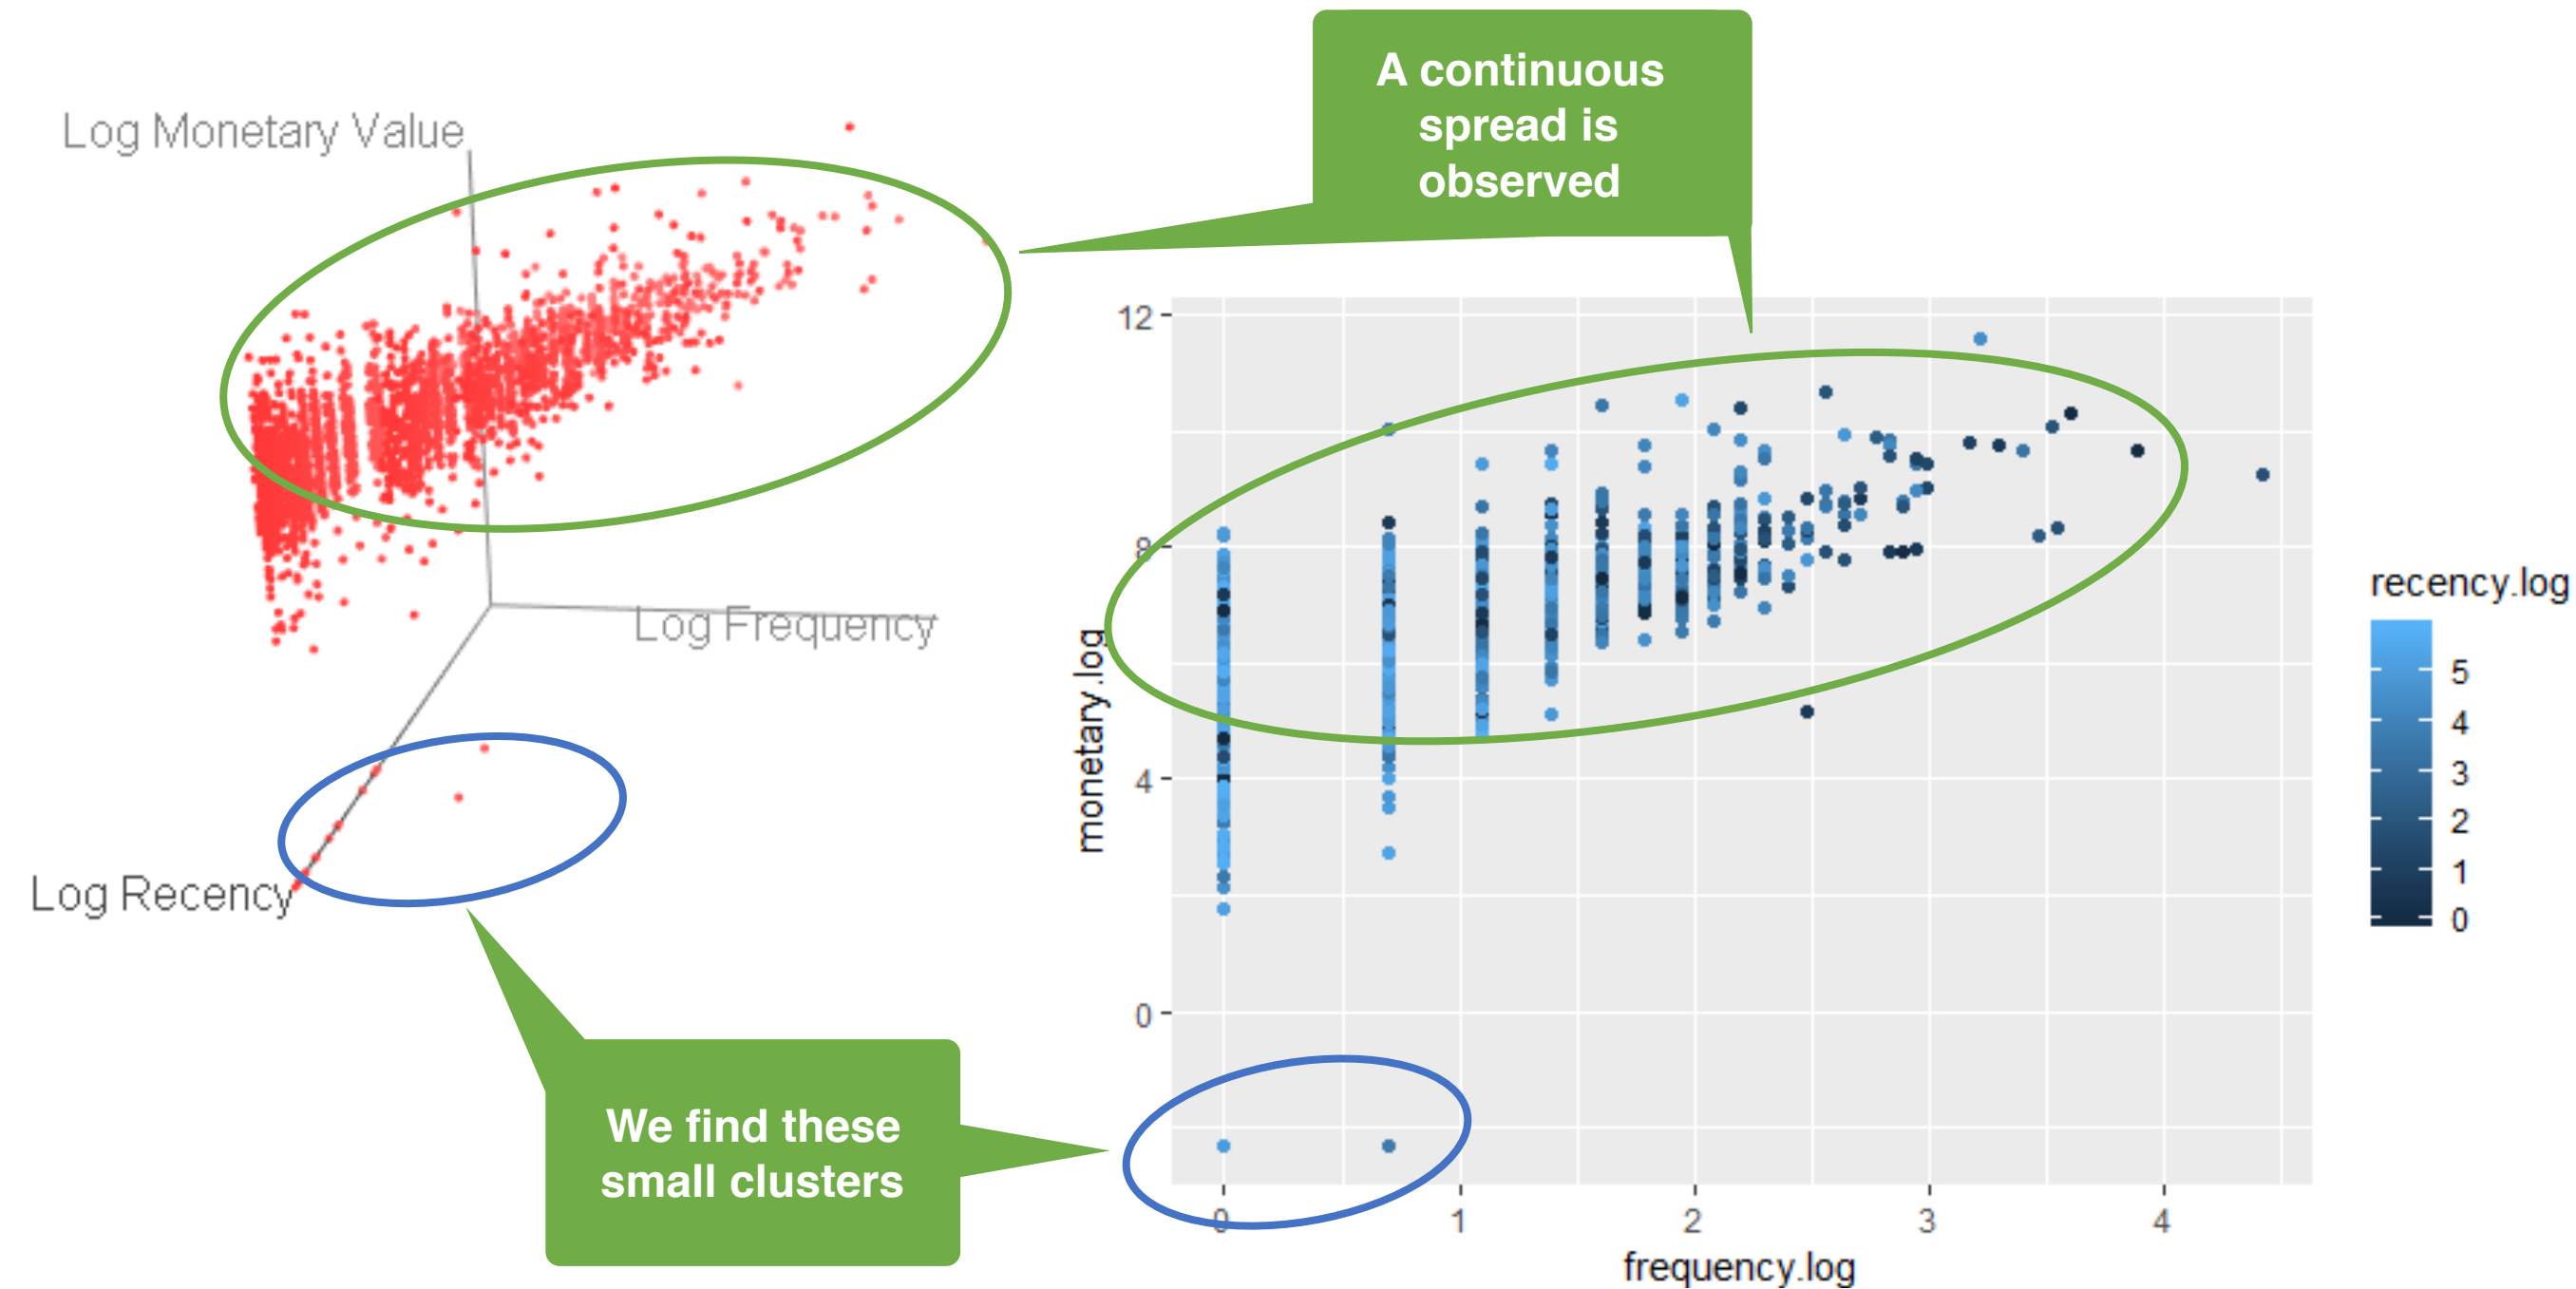 A continuous
spread is
observed
Log Monetary Value
Log Frequency
Log Recency
We find these
small clusters
12
8
4
0
monetary.log
0
1
2
3
4
frequency.log
recency.log
5
4
3
2
1
0